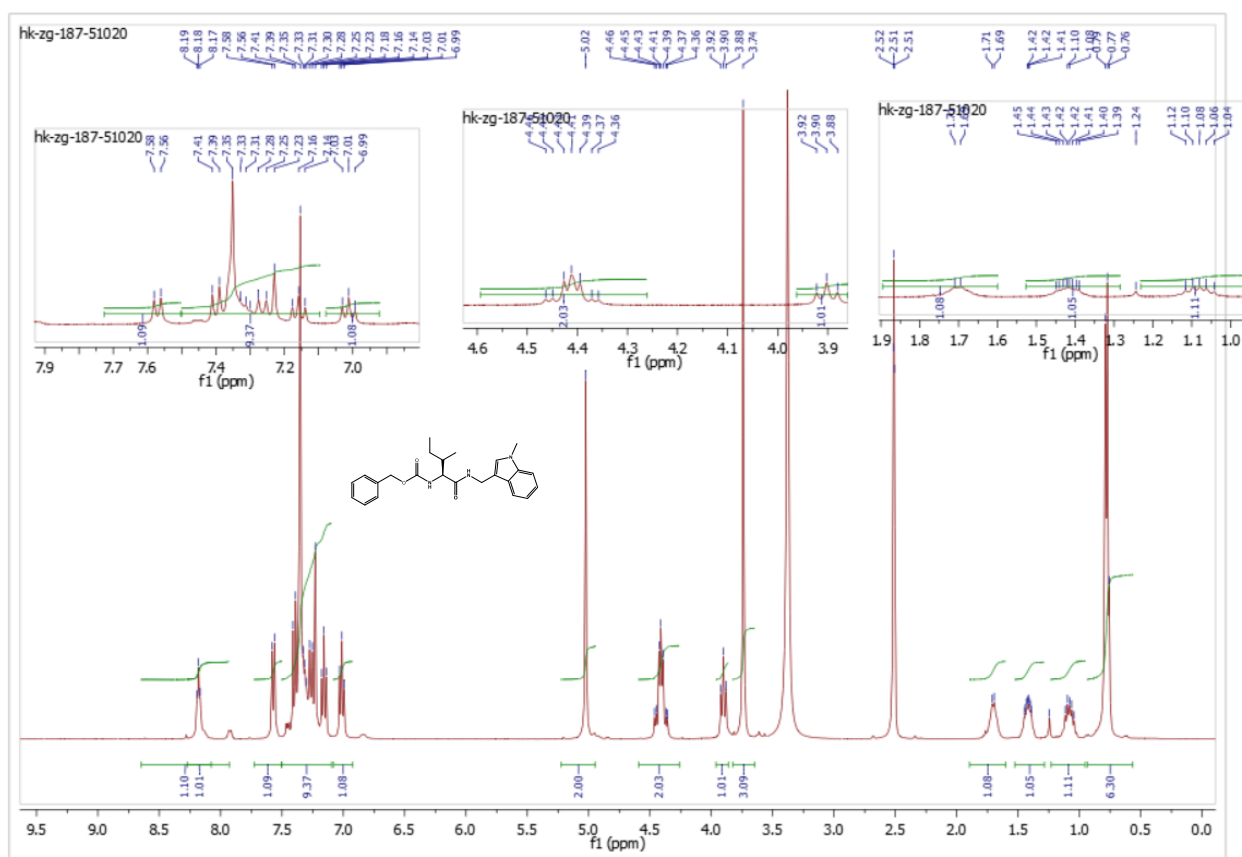 hk-zg-187-51020
8.19 8.18 8.17 7.58 7.56 7.41 7.39 7.35 7.33 7.31 7.30 7.28 7.25 7.23 7.18 7.16 7.14 7.03 7.01 6.99
5.02
4.46 4.45 4.43 4.41 4.39 4.37 4.36 3.92 3.90 3.88 3.74
2.52 2.51 2.51
1.71 1.69 1.42 1.42 1.41 1.10 1.08 0.79 0.77 0.76
hk-zg-187-51020
7.58 7.56 7.41 7.39 7.35 7.33 7.31 7.28 7.25 7.23 7.16 7.03 7.01 6.99
1.09 9.37 1.08
7.9 7.8 7.6 7.4 7.2 7.0
f1 (ppm)
hk-zg-187-51020
4.39 4.37 4.36 3.92 3.90 3.88
2.03 1.01
4.6 4.5 4.4 4.3 4.2 4.1 4.0 3.9
f1 (ppm)
hk-zg-187-51020
1.45 1.44 1.43 1.42 1.42 1.41 1.40 1.39 1.24 1.12 1.10 1.08 1.06 1.04
1.08 1.05 1.11
1.9 1.8 1.7 1.6 1.5 1.4 1.3 1.2 1.1 1.0
f1 (ppm)
O
N
O
N
N
H
O
H
1.10 1.01 1.09 9.37 1.08 2.00 2.03 1.01 3.09 1.08 1.05 1.11 6.30
9.5 9.0 8.5 8.0 7.5 7.0 6.5 6.0 5.5 5.0 4.5 4.0 3.5 3.0 2.5 2.0 1.5 1.0 0.5 0.0
f1 (ppm)